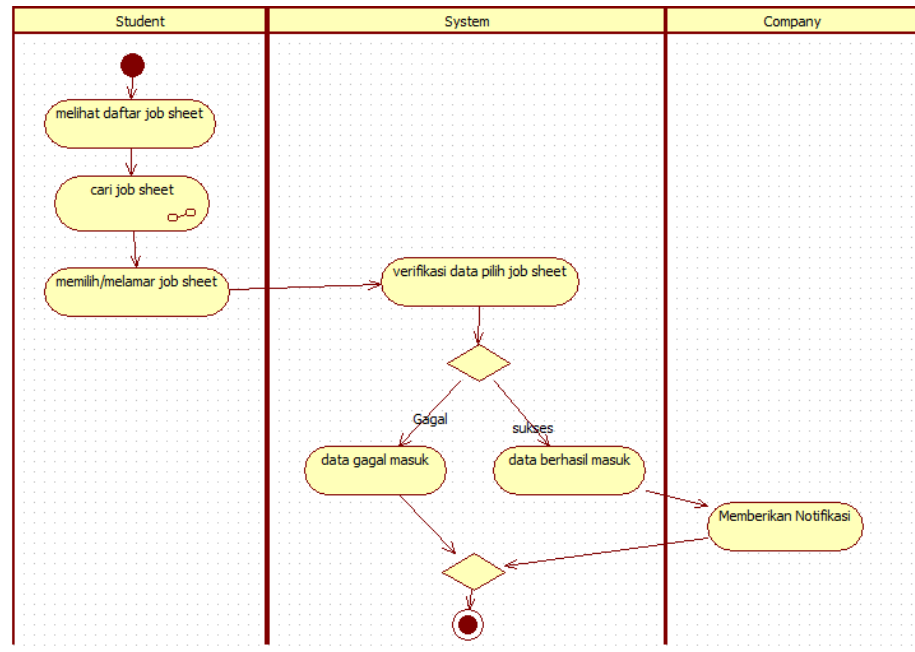 Student
System
Company
melihat daftar job sheet
cari job sheet
memilih/melamar job sheet
verifikasi data pilih job sheet
Gagal
sukses
data gagal masuk
data berhasil masuk
Memberikan Notifikasi